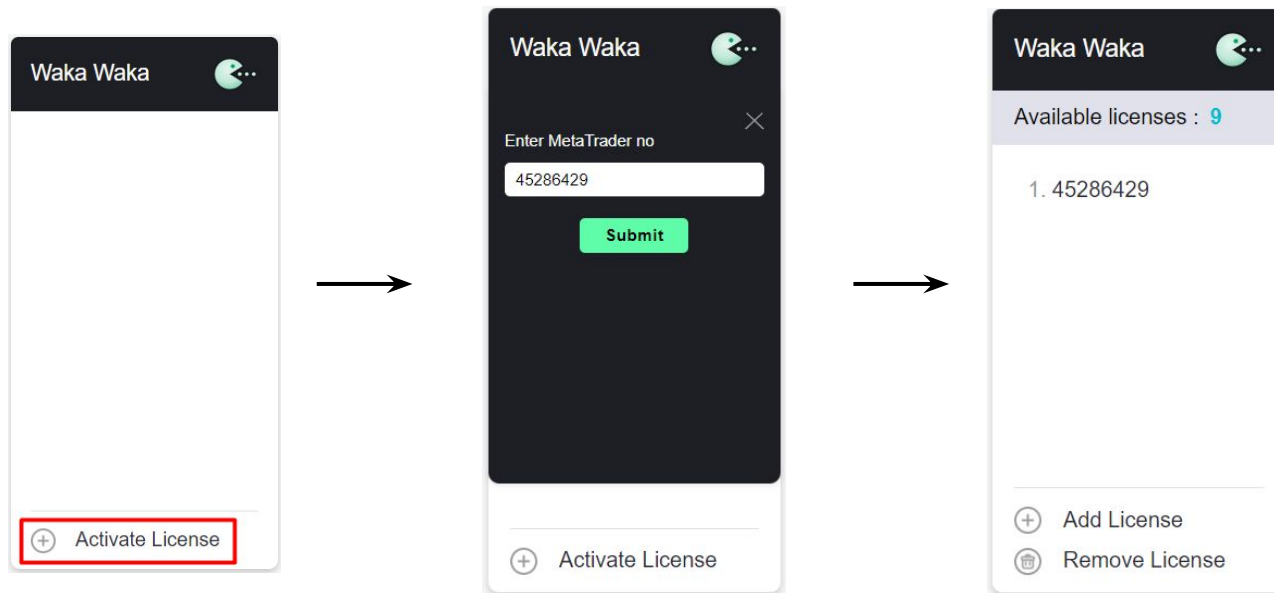 Waka Waka
Activate License
Waka Waka
Enter MetaTrader no
45286429
Submit
Activate License
Waka Waka
Available licenses : 9
1. 45286429
Add License
Remove License